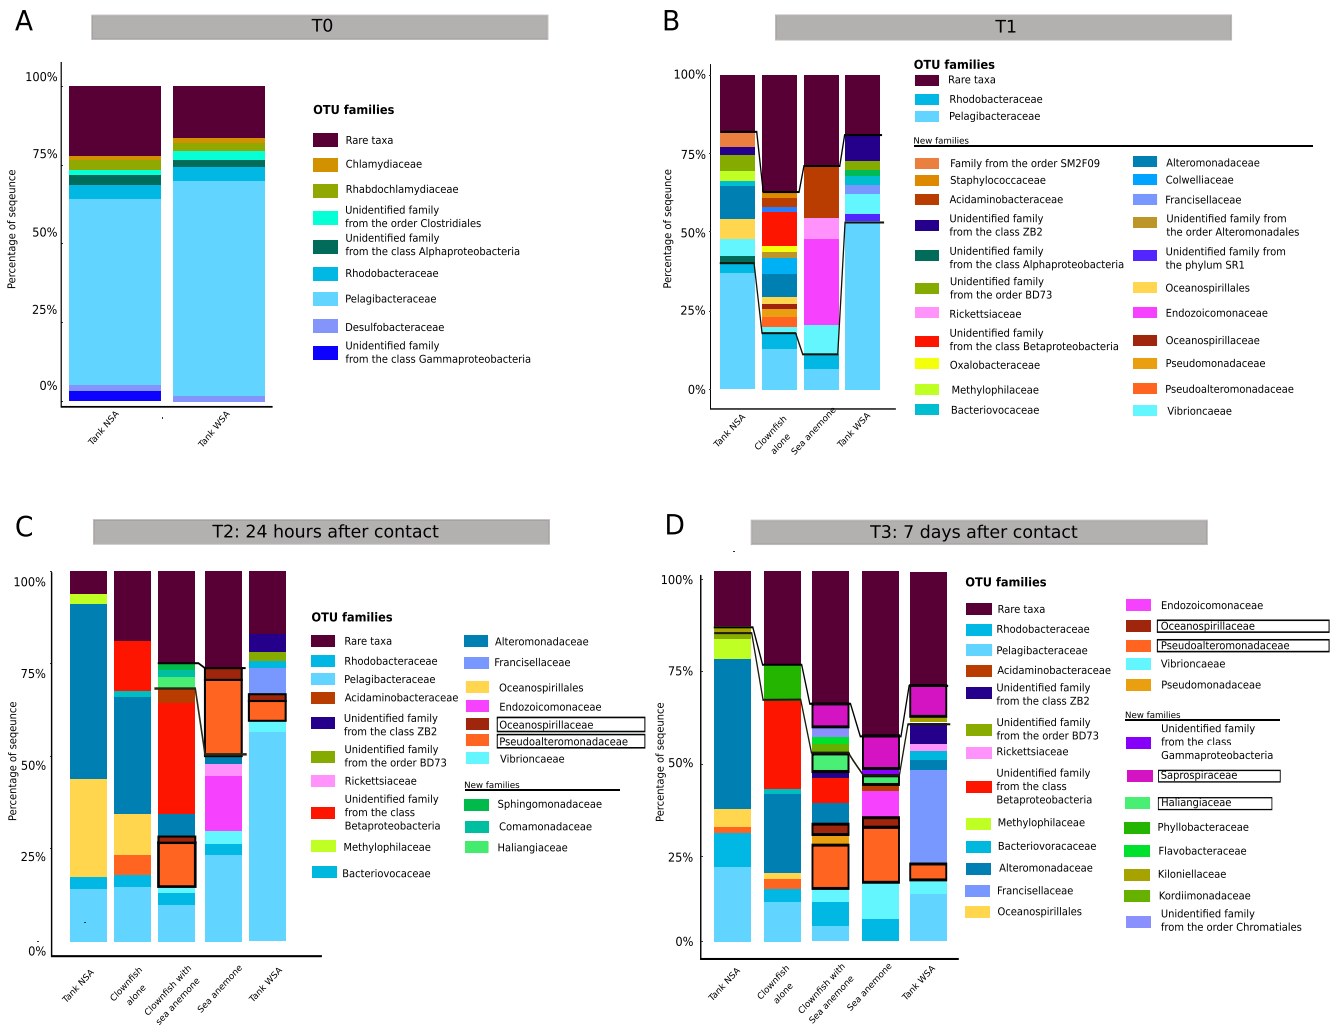 A
T0
100%
75%
50%
25%
0%
Percentage of seqeunce
Tank NSA
Tank WSA
OTU families
Rare taxa
Chlamydiaceae
Rhabdochlamydiaceae
Unidentified family
from the order Clostridiales
Unidentified family
from the class Alphaproteobacteria
Rhodobacteraceae
Pelagibacteraceae
Desulfobacteraceae
Unidentified family
from the class Gammaproteobacteria
B
T1
100%
75%
50%
25%
0%
Percentage of seqeunce
Tank NSA
Clownfish
alone
Sea anemone
Tank WSA
OTU families
Rare taxa
Rhodobacteraceae
Pelagibacteraceae
New families
Family from the order SM2F09
Staphylococcaceae
Acidaminobacteraceae
Unidentified family
from the class ZB2
Unidentified family
from the class Alphaproteobacteria
Unidentified family
from the order BD73
Rickettsiaceae
Unidentified family
from the class Betaproteobacteria
Oxalobacteraceae
Methylophilaceae
Bacteriovocaceae
Alteromonadaceae
Colwelliaceae
Francisellaceae
Unidentified family from
the order Alteromonadales
Unidentified family from
the phylum SR1
Oceanospirillales
Endozoicomonaceae
Oceanospirillaceae
Pseudomonadaceae
Pseudoalteromonadaceae
Vibrioncaeae
C
T2: 24 hours after contact
100%
75%
50%
25%
0%
Percentage of seqeunce
Tank NSA
Clownfish
alone
Clownfish with
sea anemone
Sea anemone
Tank WSA
OTU families
Rare taxa
Rhodobacteraceae
Pelagibacteraceae
Acidaminobacteraceae
Unidentified family
from the class ZB2
Unidentified family
from the order BD73
Rickettsiaceae
Unidentified family
from the class
Betaproteobacteria
Methylophilaceae
Bacteriovocaceae
Alteromonadaceae
Francisellaceae
Oceanospirillales
Endozoicomonaceae
Oceanospirillaceae
Pseudoalteromonadaceae
Vibrioncaeae
New families
Sphingomonadaceae
Comamonadaceae
Haliangiaceae
D
T3: 7 days after contact
100%
75%
50%
25%
0%
Percentage of seqeunce
Tank NSA
Clownfish
alone
Clownfish with
Sea anemone
Sea anemone
Tank WSA
OTU families
Rare taxa
Rhodobacteraceae
Pelagibacteraceae
Acidaminobacteraceae
Unidentified family
from the class ZB2
Unidentified family
from the order BD73
Rickettsiaceae
Unidentified family
from the class
Betaproteobacteria
Methylophilaceae
Bacteriovoracaceae
Alteromonadaceae
Francisellaceae
Oceanospirillales
Endozoicomonaceae
Oceanospirillaceae
Pseudoalteromonadaceae
Vibrioncaeae
Pseudomonadaceae
New families
Unidentified family
from the class
Gammaproteobacteria
Saprospiraceae
Haliangiaceae
Phyllobacteraceae
Flavobacteraceae
Kiloniellaceae
Kordiimonadaceae
Unidentified family
from the order Chromatiales